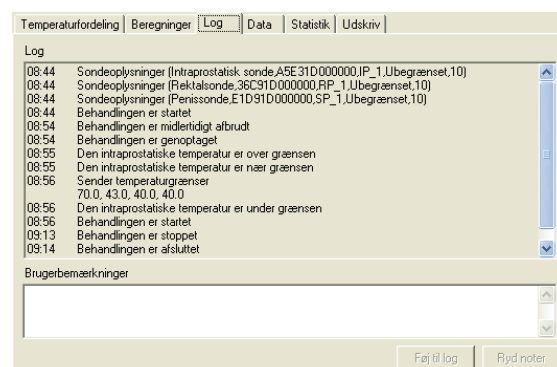 Temperaturfordeling Beregninger Log Data Statistik Udskriv
Log
08:44 Sondeoplysninger (Intraprostatisk sonde,A5E31D000000,IP_1,Ubegrænset,10)
08:44 Sondeoplysninger (Rektalsonde,36C91D000000,RP_1,Ubegrænset,10)
08:44 Sondeoplysninger (Penissonde,E1D91D000000,SP_1,Ubegrænset,10)
08:44 Behandlingen er startet
08:54 Behandlingen er midlertidigt afbrudt
08:54 Behandlingen er genoptaget
08:55 Den intraprostatiske temperatur er over grænsen
08:55 Den intraprostatiske temperatur er nær grænsen
08:56 Sender temperaturgrænser
70.0, 43.0, 40.0, 40.0
08:56 Den intraprostatiske temperatur er under grænsen
08:56 Behandlingen er startet
09:13 Behandlingen er stoppet
09:14 Behandlingen er afsluttet
Brugerbemærkninger
Føj til log Ryd noter